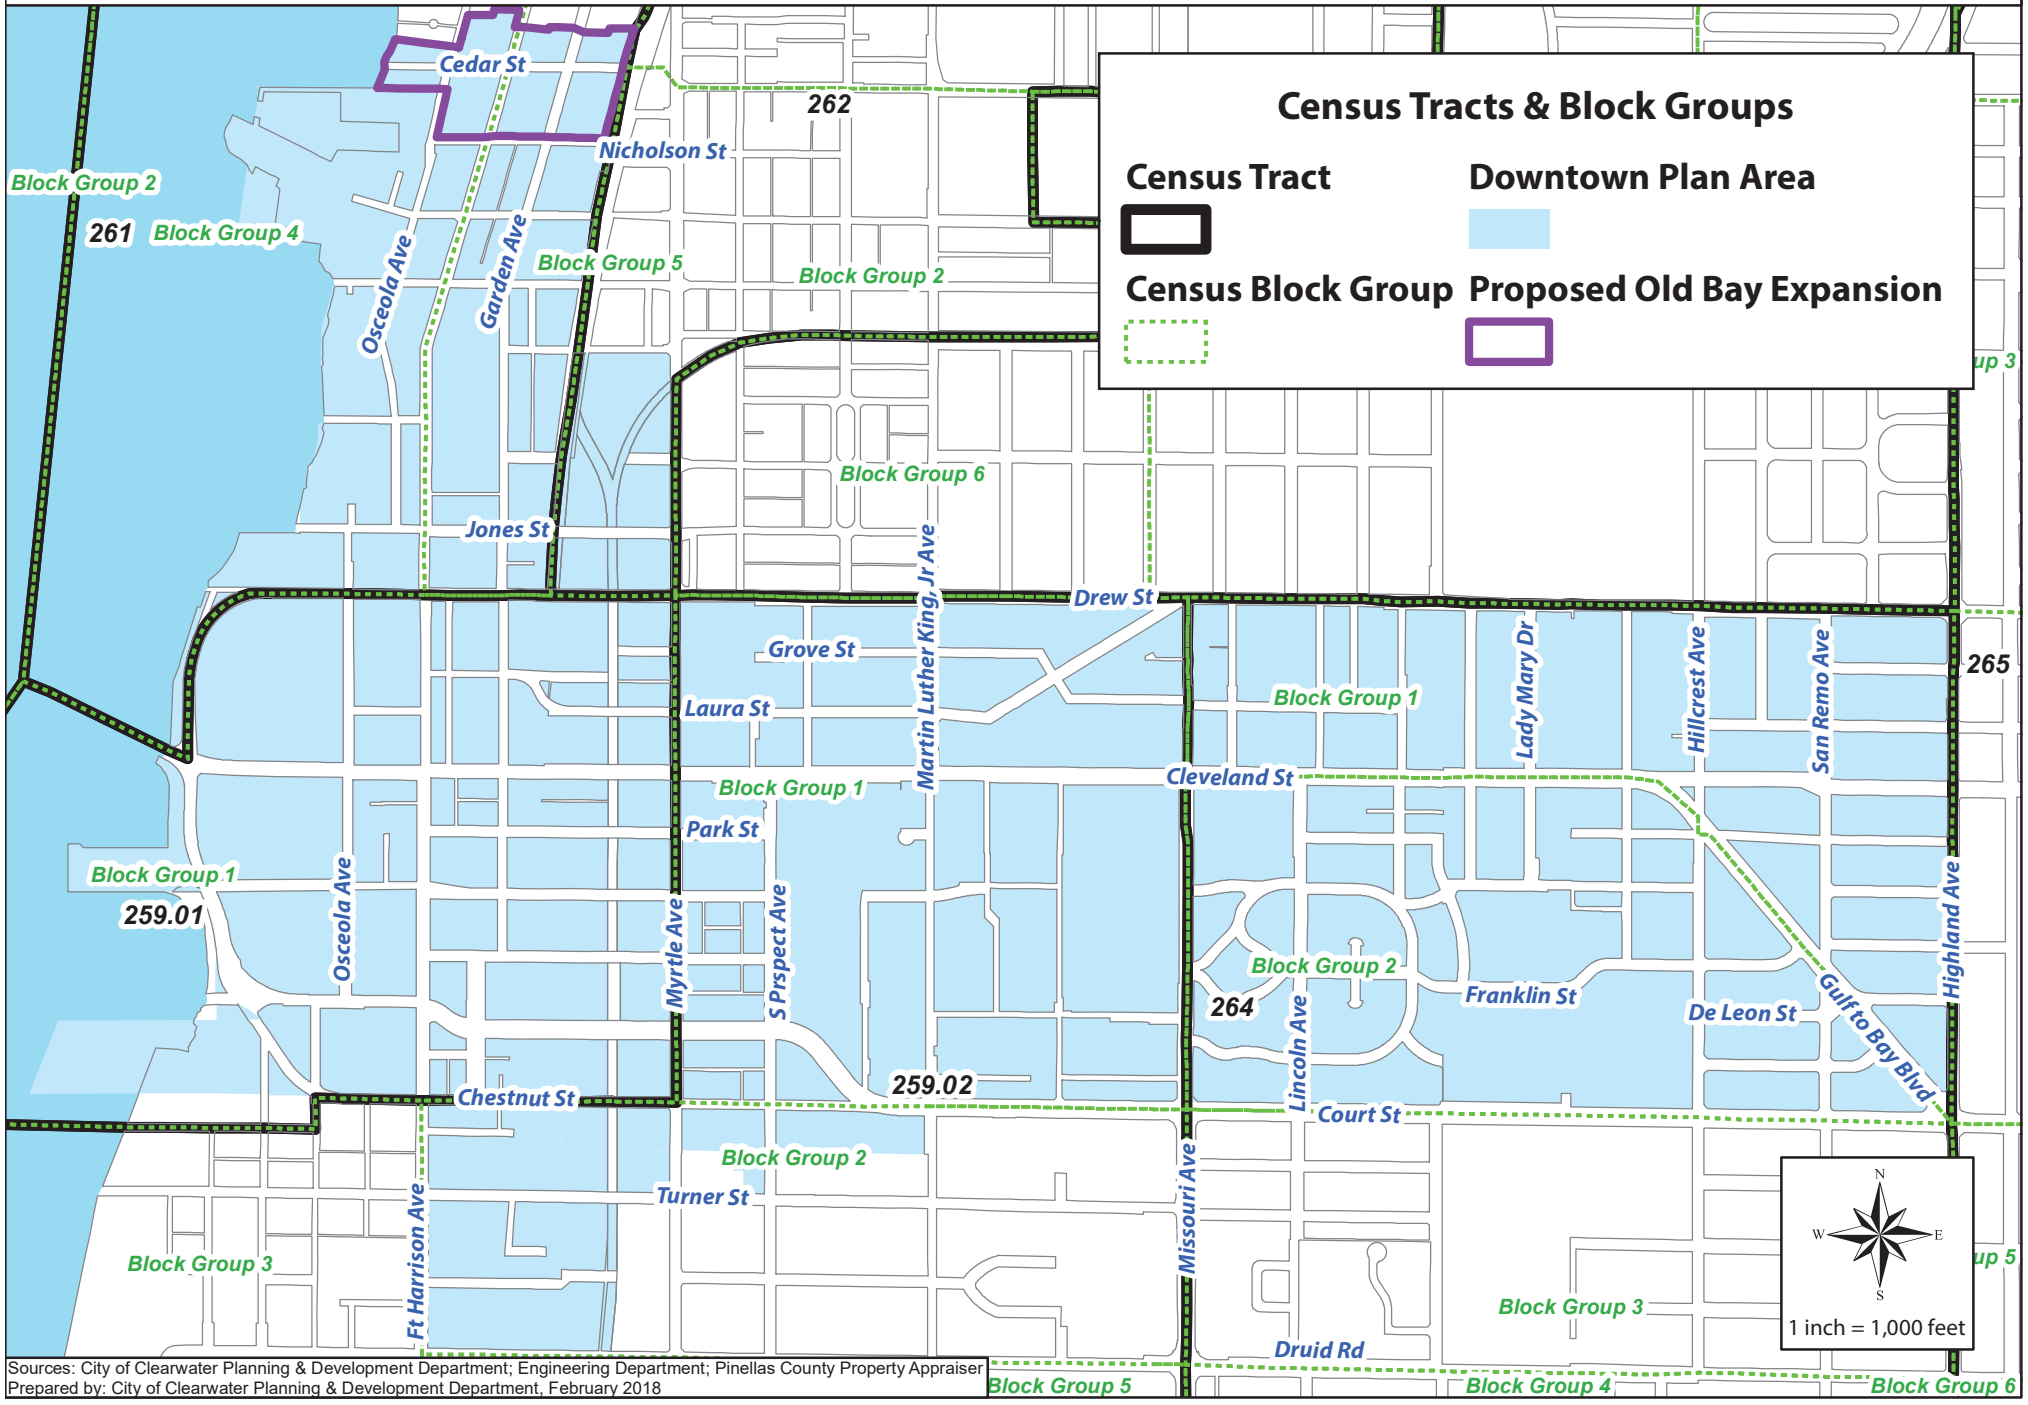 Cedar St
262
Census Tracts & Block Groups
Nicholson St
Census Tract
Downtown Plan Area
Block Group 2
261
Block Group 4
Osceola Ave
Garden Ave
Block Group 5
Block Group 2
Census Block Group
Proposed Old Bay Expansion
up 3
Block Group 6
Jones St
Martin Luther King, Jr Ave
Drew St
Grove St
Lady Mary Dr
Hillcrest Ave
San Remo Ave
265
Laura St
Block Group 1
Cleveland St
Block Group 1
Park St
Block Group 1
259.01
Osceola Ave
Myrtle Ave
S Prspect Ave
Block Group 2
264
Lincoln Ave
Franklin St
De Leon St
Gulf to Bay Blvd
Highland Ave
259.02
Chestnut St
Court St
Block Group 2
Turner St
Missouri Ave
Ft Harrison Ave
Block Group 3
Block Group 3
up 5
N
W
E
S
1 inch = 1,000 feet
Druid Rd
Sources: City of Clearwater Planning & Development Department; Engineering Department; Pinellas County Property Appraiser
Prepared by: City of Clearwater Planning & Development Department, February 2018
Block Group 5
Block Group 4
Block Group 6